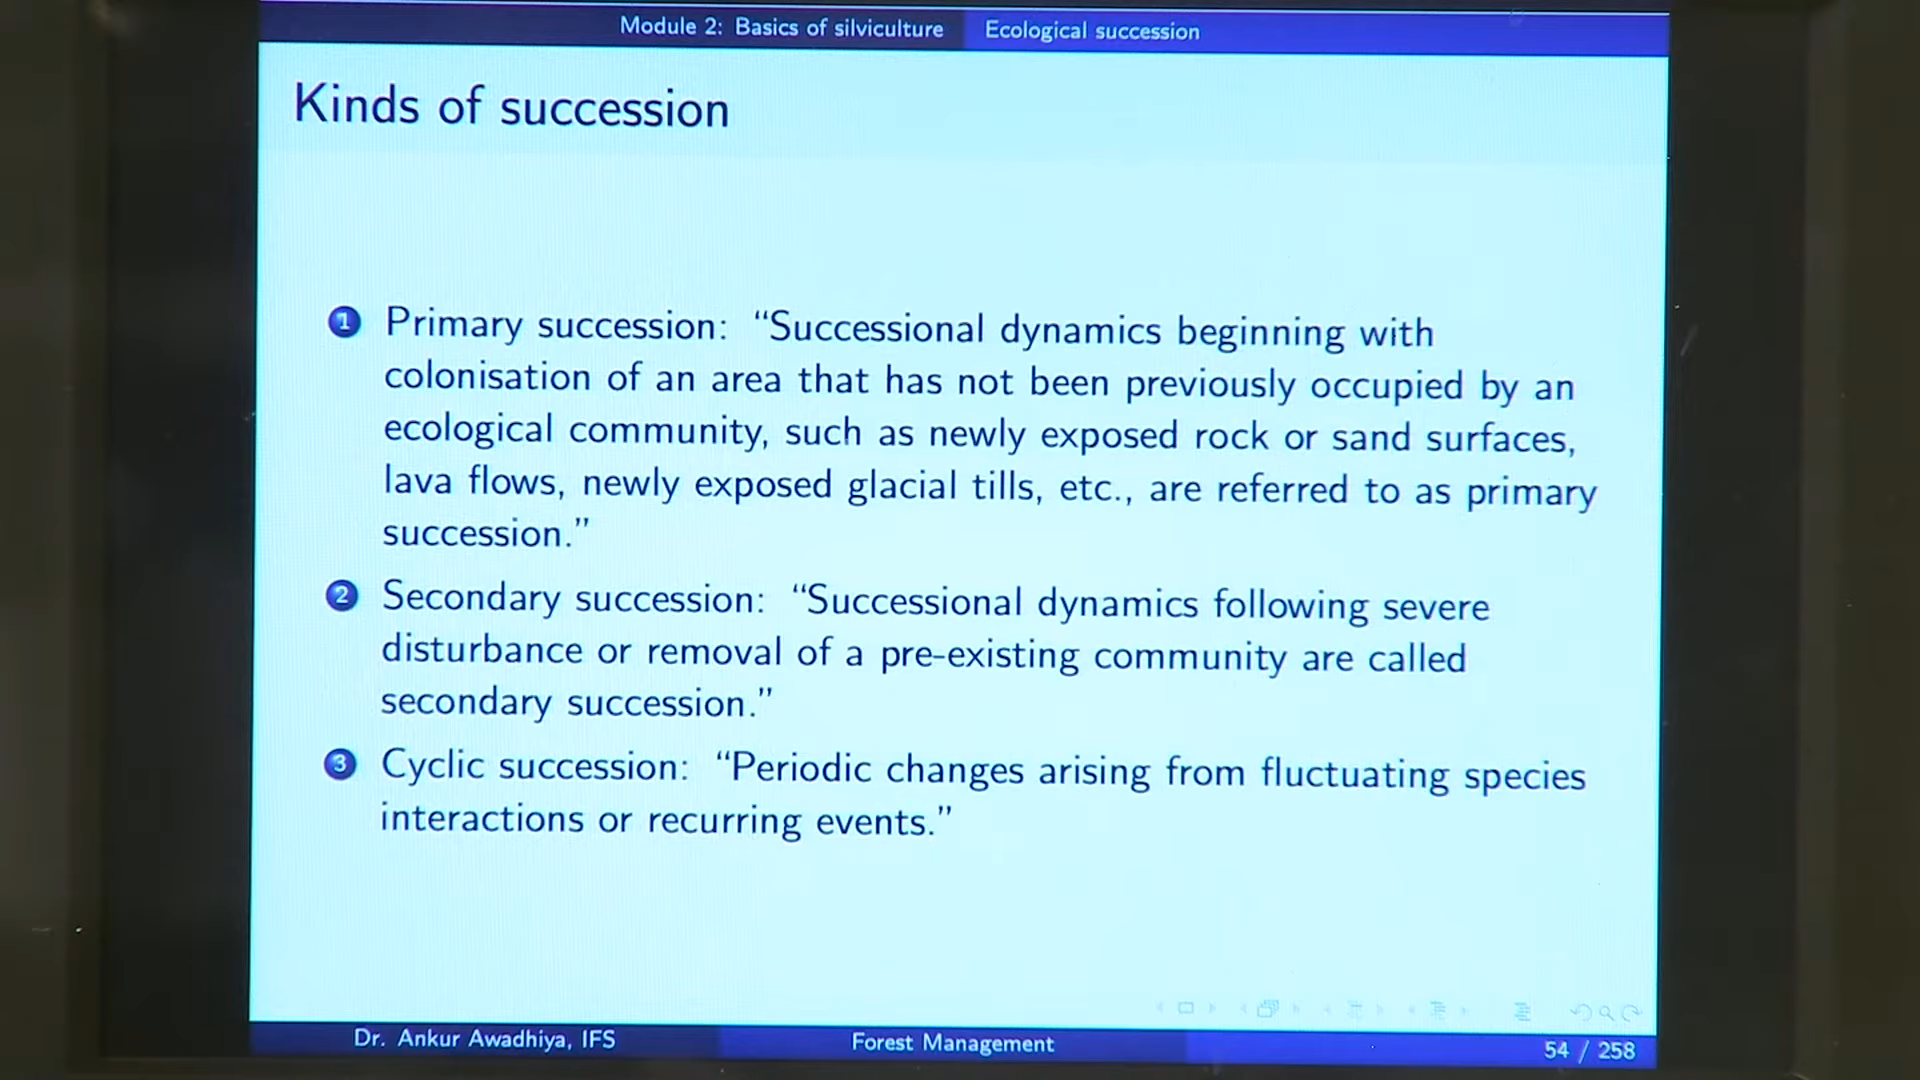 Module 2: Basics of silviculture Ecological succession
Kinds of succession
1 Primary succession: “Successional dynamics beginning with
colonisation of an area that has not been previously occupied by an
ecological community, such as newly exposed rock or sand surfaces,
lava flows, newly exposed glacial tills, etc., are referred to as primary
succession.”
2 Secondary succession: “Successional dynamics following severe
disturbance or removal of a pre-existing community are called
secondary succession.”
3 Cyclic succession: “Periodic changes arising from fluctuating species
interactions or recurring events.”
Dr. Ankur Awadhiya, IFS Forest Management 54 / 258